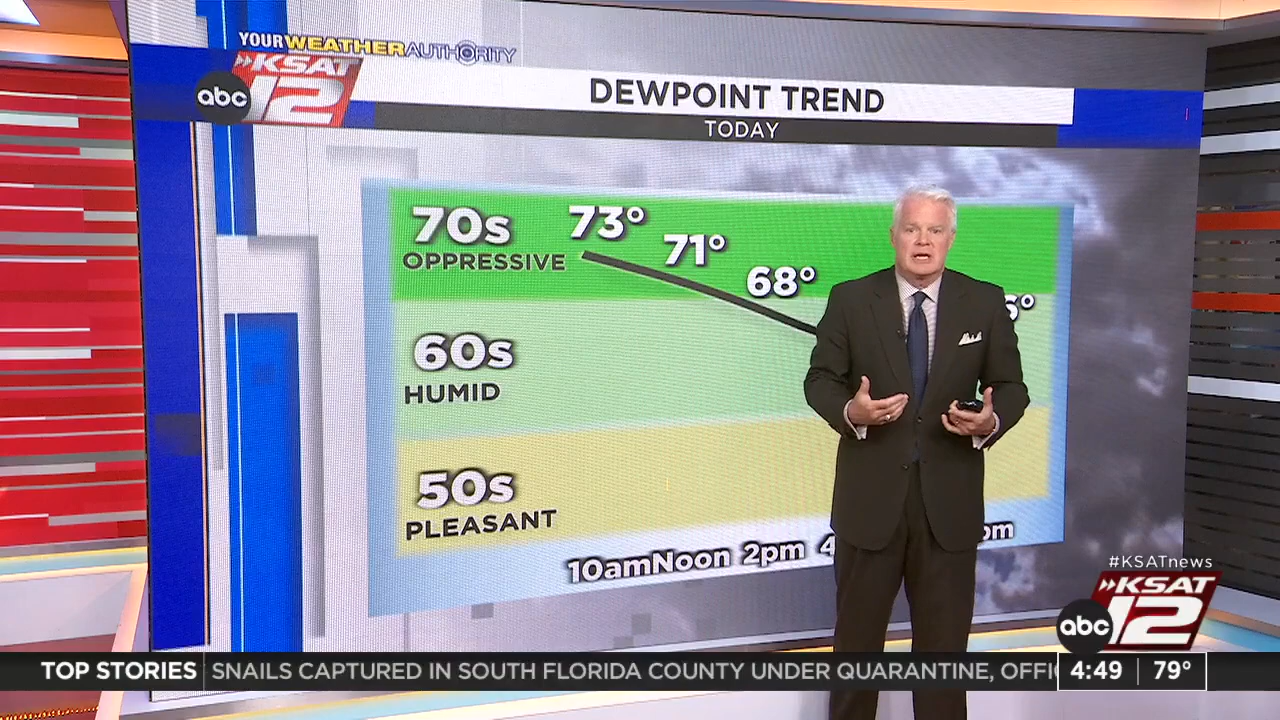 YOUR WEATHER AUTHORITY
KSAT
abc 12
DEWPOINT TREND
TODAY
70s
OPPRESSIVE
73°
71°
68°
60s
HUMID
50s
PLEASANT
10am Noon 2pm
#KSATnews
KSAT
abc 12
TOP STORIES SNAILS CAPTURED IN SOUTH FLORIDA COUNTY UNDER QUARANTINE,
4:49 79°